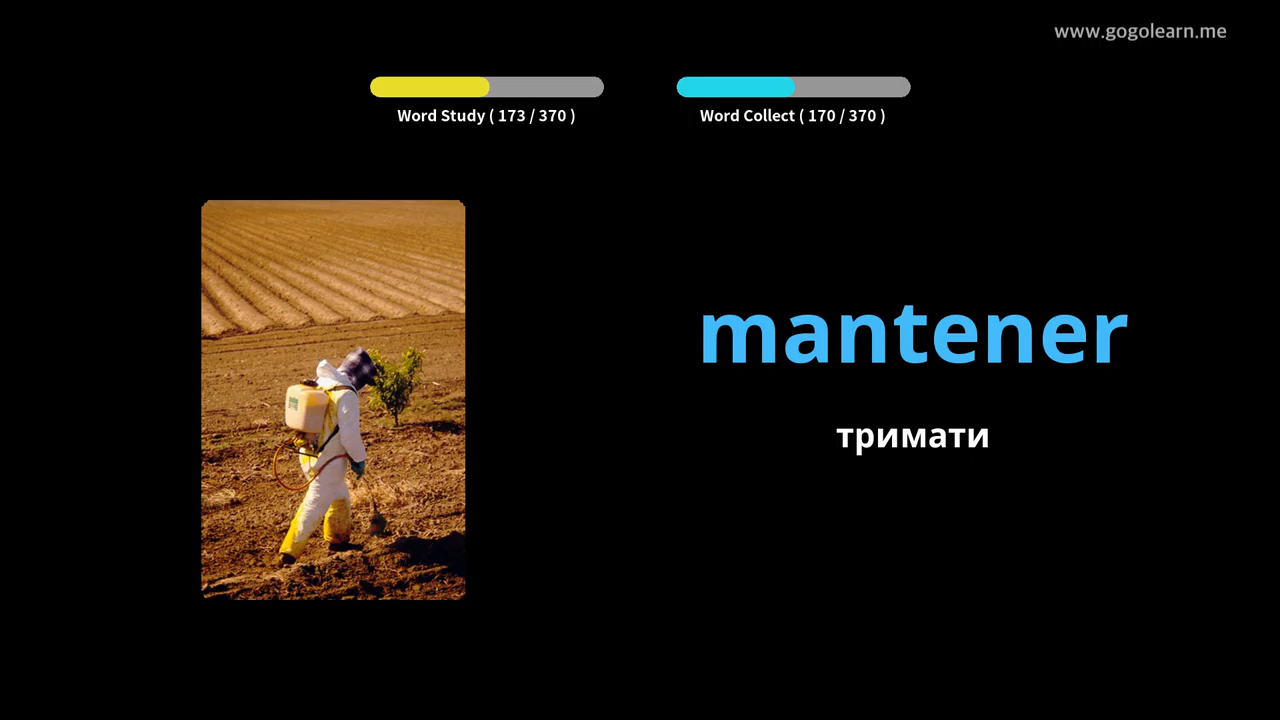 www.gogolearn.me
Word Study ( 173 / 370 )
Word Collect ( 170 / 370 )
mantener
тримати